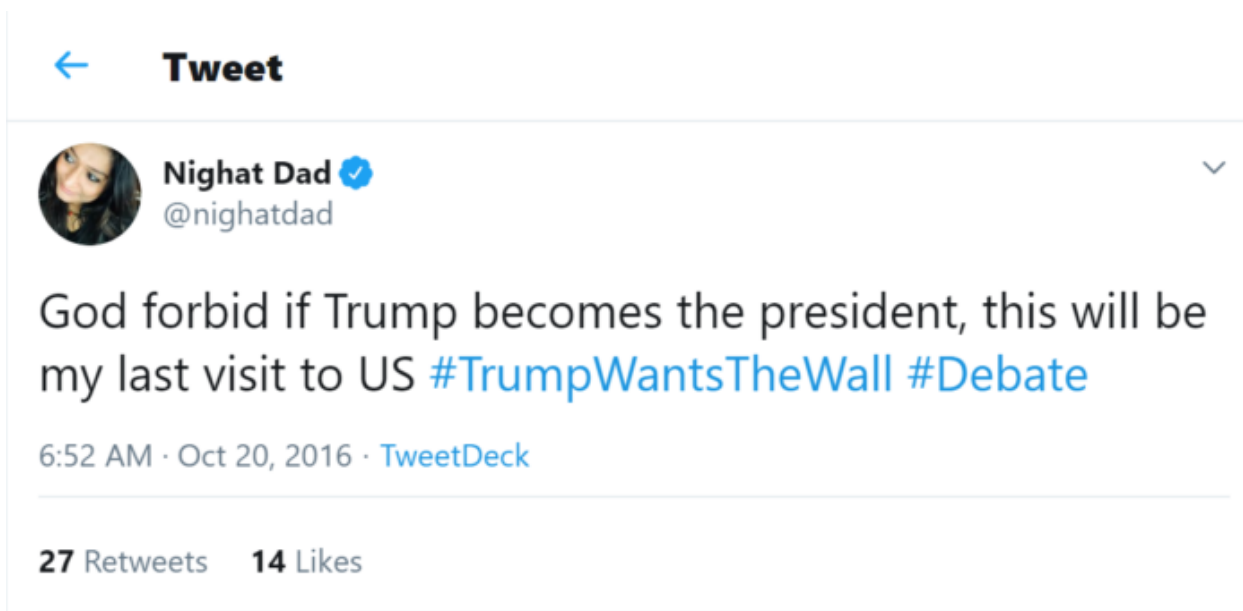 Tweet
Nighat Dad
@nighatdad
God forbid if Trump becomes the president, this will be
my last visit to US #TrumpWantsTheWall #Debate
6:52 AM · Oct 20, 2016 · TweetDeck
27 Retweets 14 Likes